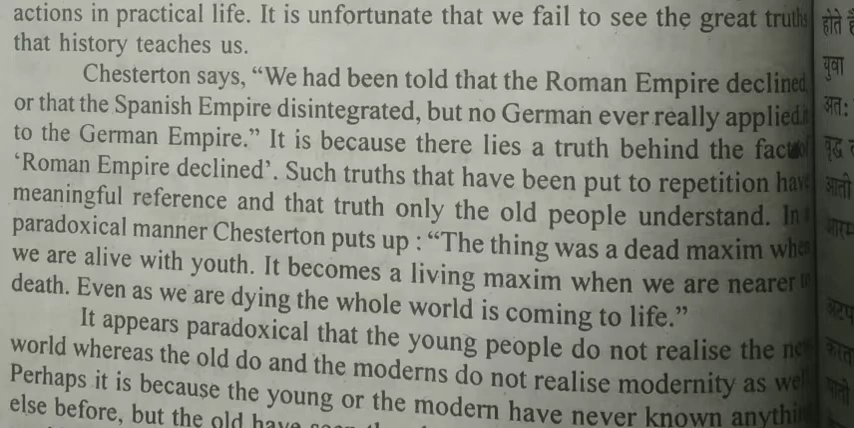 actions in practical life. It is unfortunate that we fail to see the great truths
that history teaches us.
Chesterton says, “We had been told that the Roman Empire declined,
or that the Spanish Empire disintegrated, but no German ever really applied it
to the German Empire.” It is because there lies a truth behind the fact of
‘Roman Empire declined’. Such truths that have been put to repetition have
meaningful reference and that truth only the old people understand. In a
paradoxical manner Chesterton puts up : “The thing was a dead maxim when
we are alive with youth. It becomes a living maxim when we are nearer to
death. Even as we are dying the whole world is coming to life.”
It appears paradoxical that the young people do not realise the new
world whereas the old do and the moderns do not realise modernity as well
Perhaps it is because the young or the modern have never known anythin
else before, but the old have seen
होते है
युवा
अत:
वृद्ध
आती